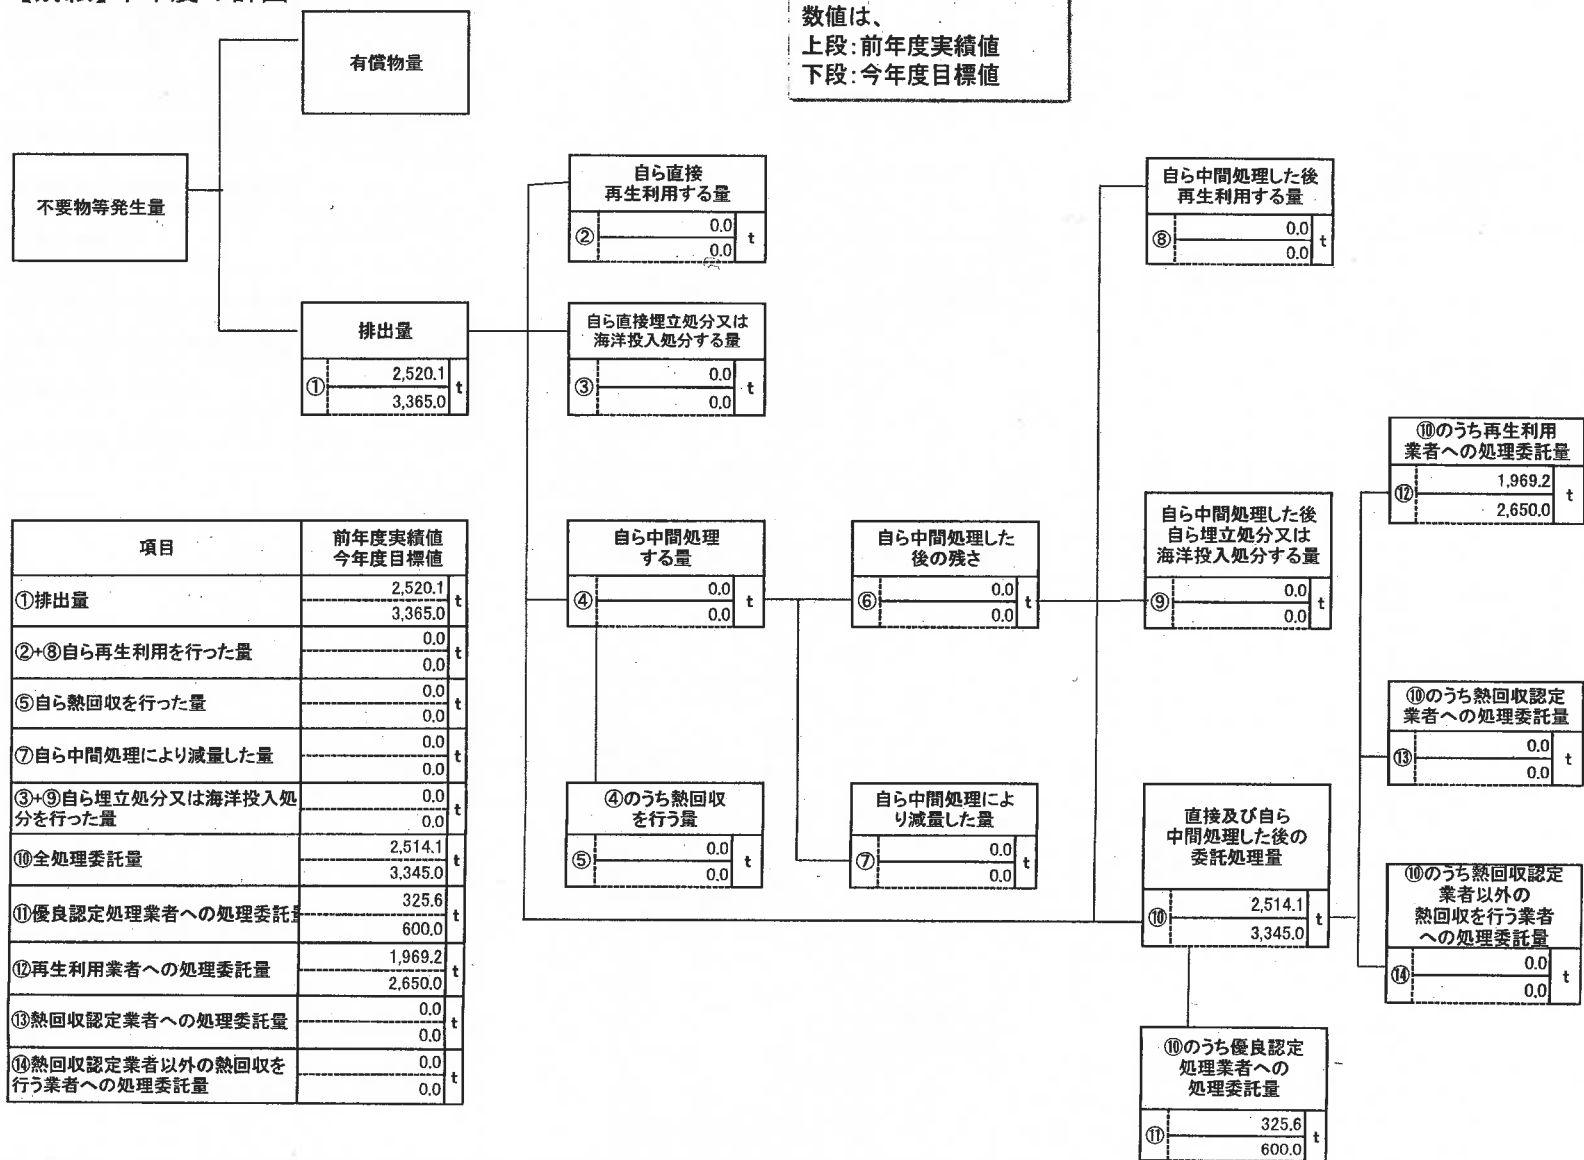 数値は、
上段:前年度実績値
下段:今年度目標値
有償物量
不要物等発生量
自ら直接
再生利用する量
② 0.0 t
0.0
自ら中間処理した後
再生利用する量
⑧ 0.0 t
0.0
排出量
① 2,520.1 t
3,365.0
自ら直接埋立処分又は
海洋投入処分する量
③ 0.0 t
0.0
⑩のうち再生利用
業者への処理委託量
⑫ 1,969.2 t
2,650.0
項目
前年度実績値
今年度目標値
①排出量 2,520.1 t
3,365.0
②+⑧自ら再生利用を行った量 0.0 t
0.0
⑤自ら熱回収を行った量 0.0 t
0.0
⑦自ら中間処理により減量した量 0.0 t
0.0
③+⑨自ら埋立処分又は海洋投入処
分を行った量 0.0 t
0.0
⑩全処理委託量 2,514.1 t
3,345.0
⑪優良認定処理業者への処理委託 325.6 t
600.0
⑫再生利用業者への処理委託量 1,969.2 t
2,650.0
⑬熱回収認定業者への処理委託量 0.0 t
0.0
⑭熱回収認定業者以外の熱回収を
行う業者への処理委託量 0.0 t
0.0
自ら中間処理
する量
④ 0.0 t
0.0
自ら中間処理した
後の残さ
⑥ 0.0 t
0.0
自ら中間処理した後
自ら埋立処分又は
海洋投入処分する量
⑨ 0.0 t
0.0
⑩のうち熱回収認定
業者への処理委託量
⑬ 0.0 t
0.0
④のうち熱回収
を行う量
⑤ 0.0 t
0.0
自ら中間処理によ
り減量した量
⑦ 0.0 t
0.0
直接及び自ら
中間処理した後の
委託処理量
⑩ 2,514.1 t
3,345.0
⑩のうち熱回収認定
業者以外の
熱回収を行う業者
への処理委託量
⑭ 0.0 t
0.0
⑩のうち優良認定
処理業者への
処理委託量
⑪ 325.6 t
600.0